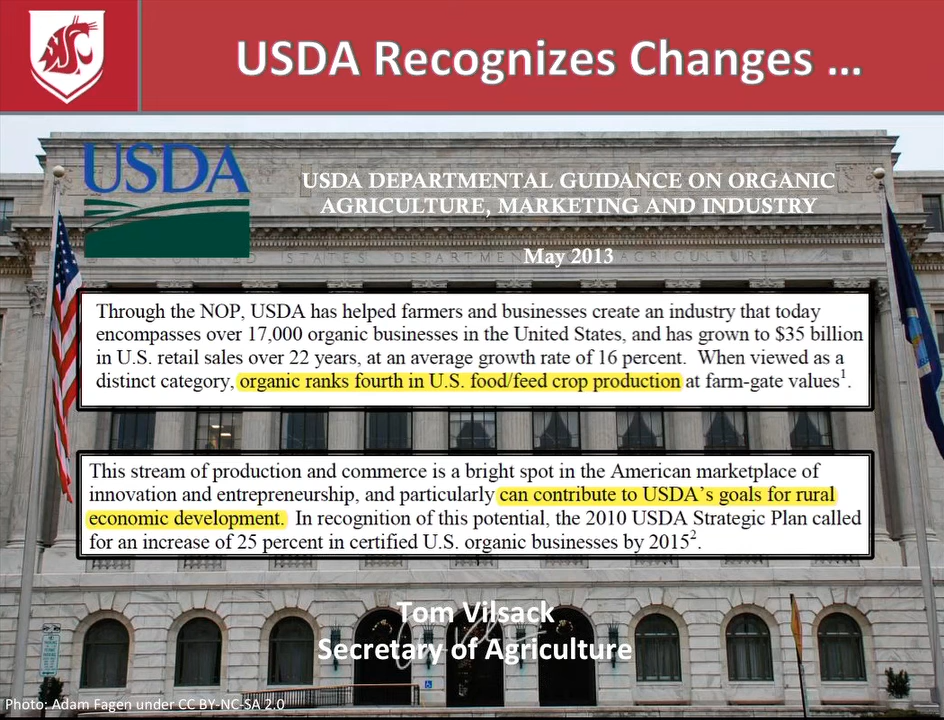 USDA Recognizes Changes ...
USDA
USDA DEPARTMENTAL GUIDANCE ON ORGANIC
AGRICULTURE, MARKETING AND INDUSTRY
May 2013
Through the NOP, USDA has helped farmers and businesses create an industry that today
encompasses over 17,000 organic businesses in the United States, and has grown to $35 billion
in U.S. retail sales over 22 years, at an average growth rate of 16 percent. When viewed as a
distinct category, organic ranks fourth in U.S. food/feed crop production at farm-gate values¹.
This stream of production and commerce is a bright spot in the American marketplace of
innovation and entrepreneurship, and particularly can contribute to USDA's goals for rural
economic development. In recognition of this potential, the 2010 USDA Strategic Plan called
for an increase of 25 percent in certified U.S. organic businesses by 2015².
Tom Vilsack
Secretary of Agriculture
Photo: Adam Fagen under CC BY-NC-SA 2.0